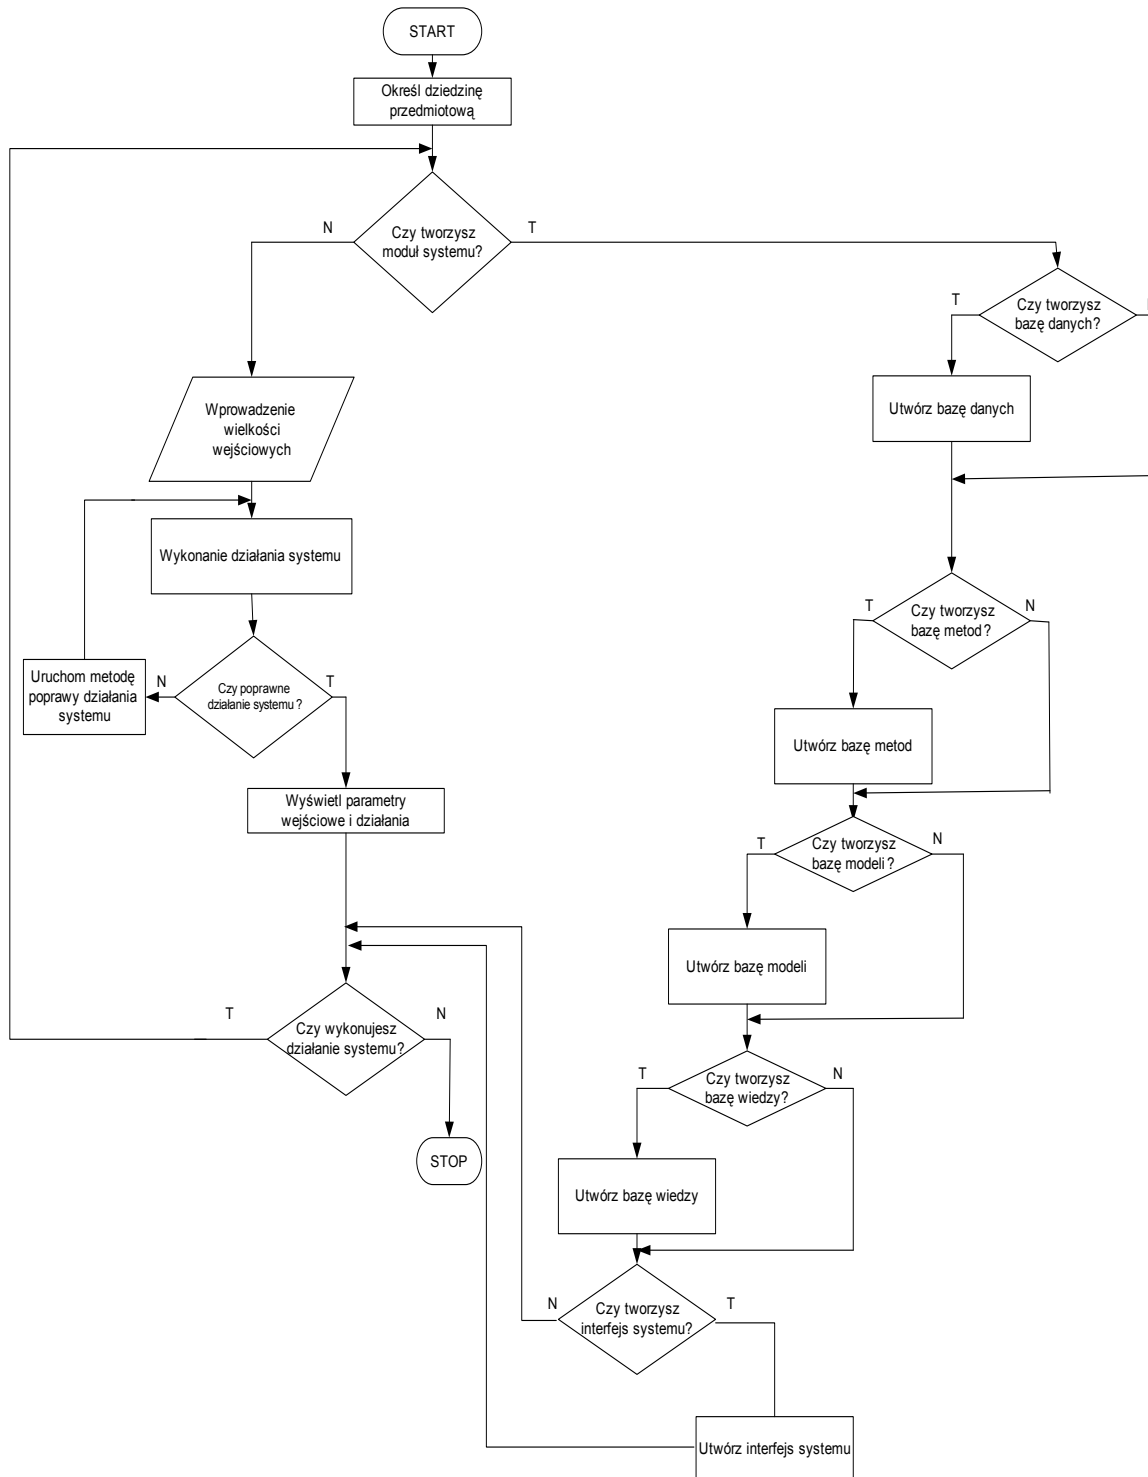 START
Określ dziedzinę
przedmiotową
N
Czy tworzysz
moduł systemu?
T
T
Czy tworzysz
bazę danych?
Utwórz bazę danych
Wprowadzenie
wielkości
wejściowych
Wykonanie działania systemu
T
Czy tworzysz
bazę metod?
N
Uruchom metodę
poprawy działania
systemu
N
Czy poprawne
działanie systemu?
T
Utwórz bazę metod
Wyświetl parametry
wejściowe i działania
T
Czy tworzysz
bazę modeli?
N
Utwórz bazę modeli
T
Czy wykonujesz
działanie systemu?
N
T
Czy tworzysz
bazę wiedzy?
N
STOP
Utwórz bazę wiedzy
N
Czy tworzysz
interfejs systemu?
T
Utwórz interfejs systemu